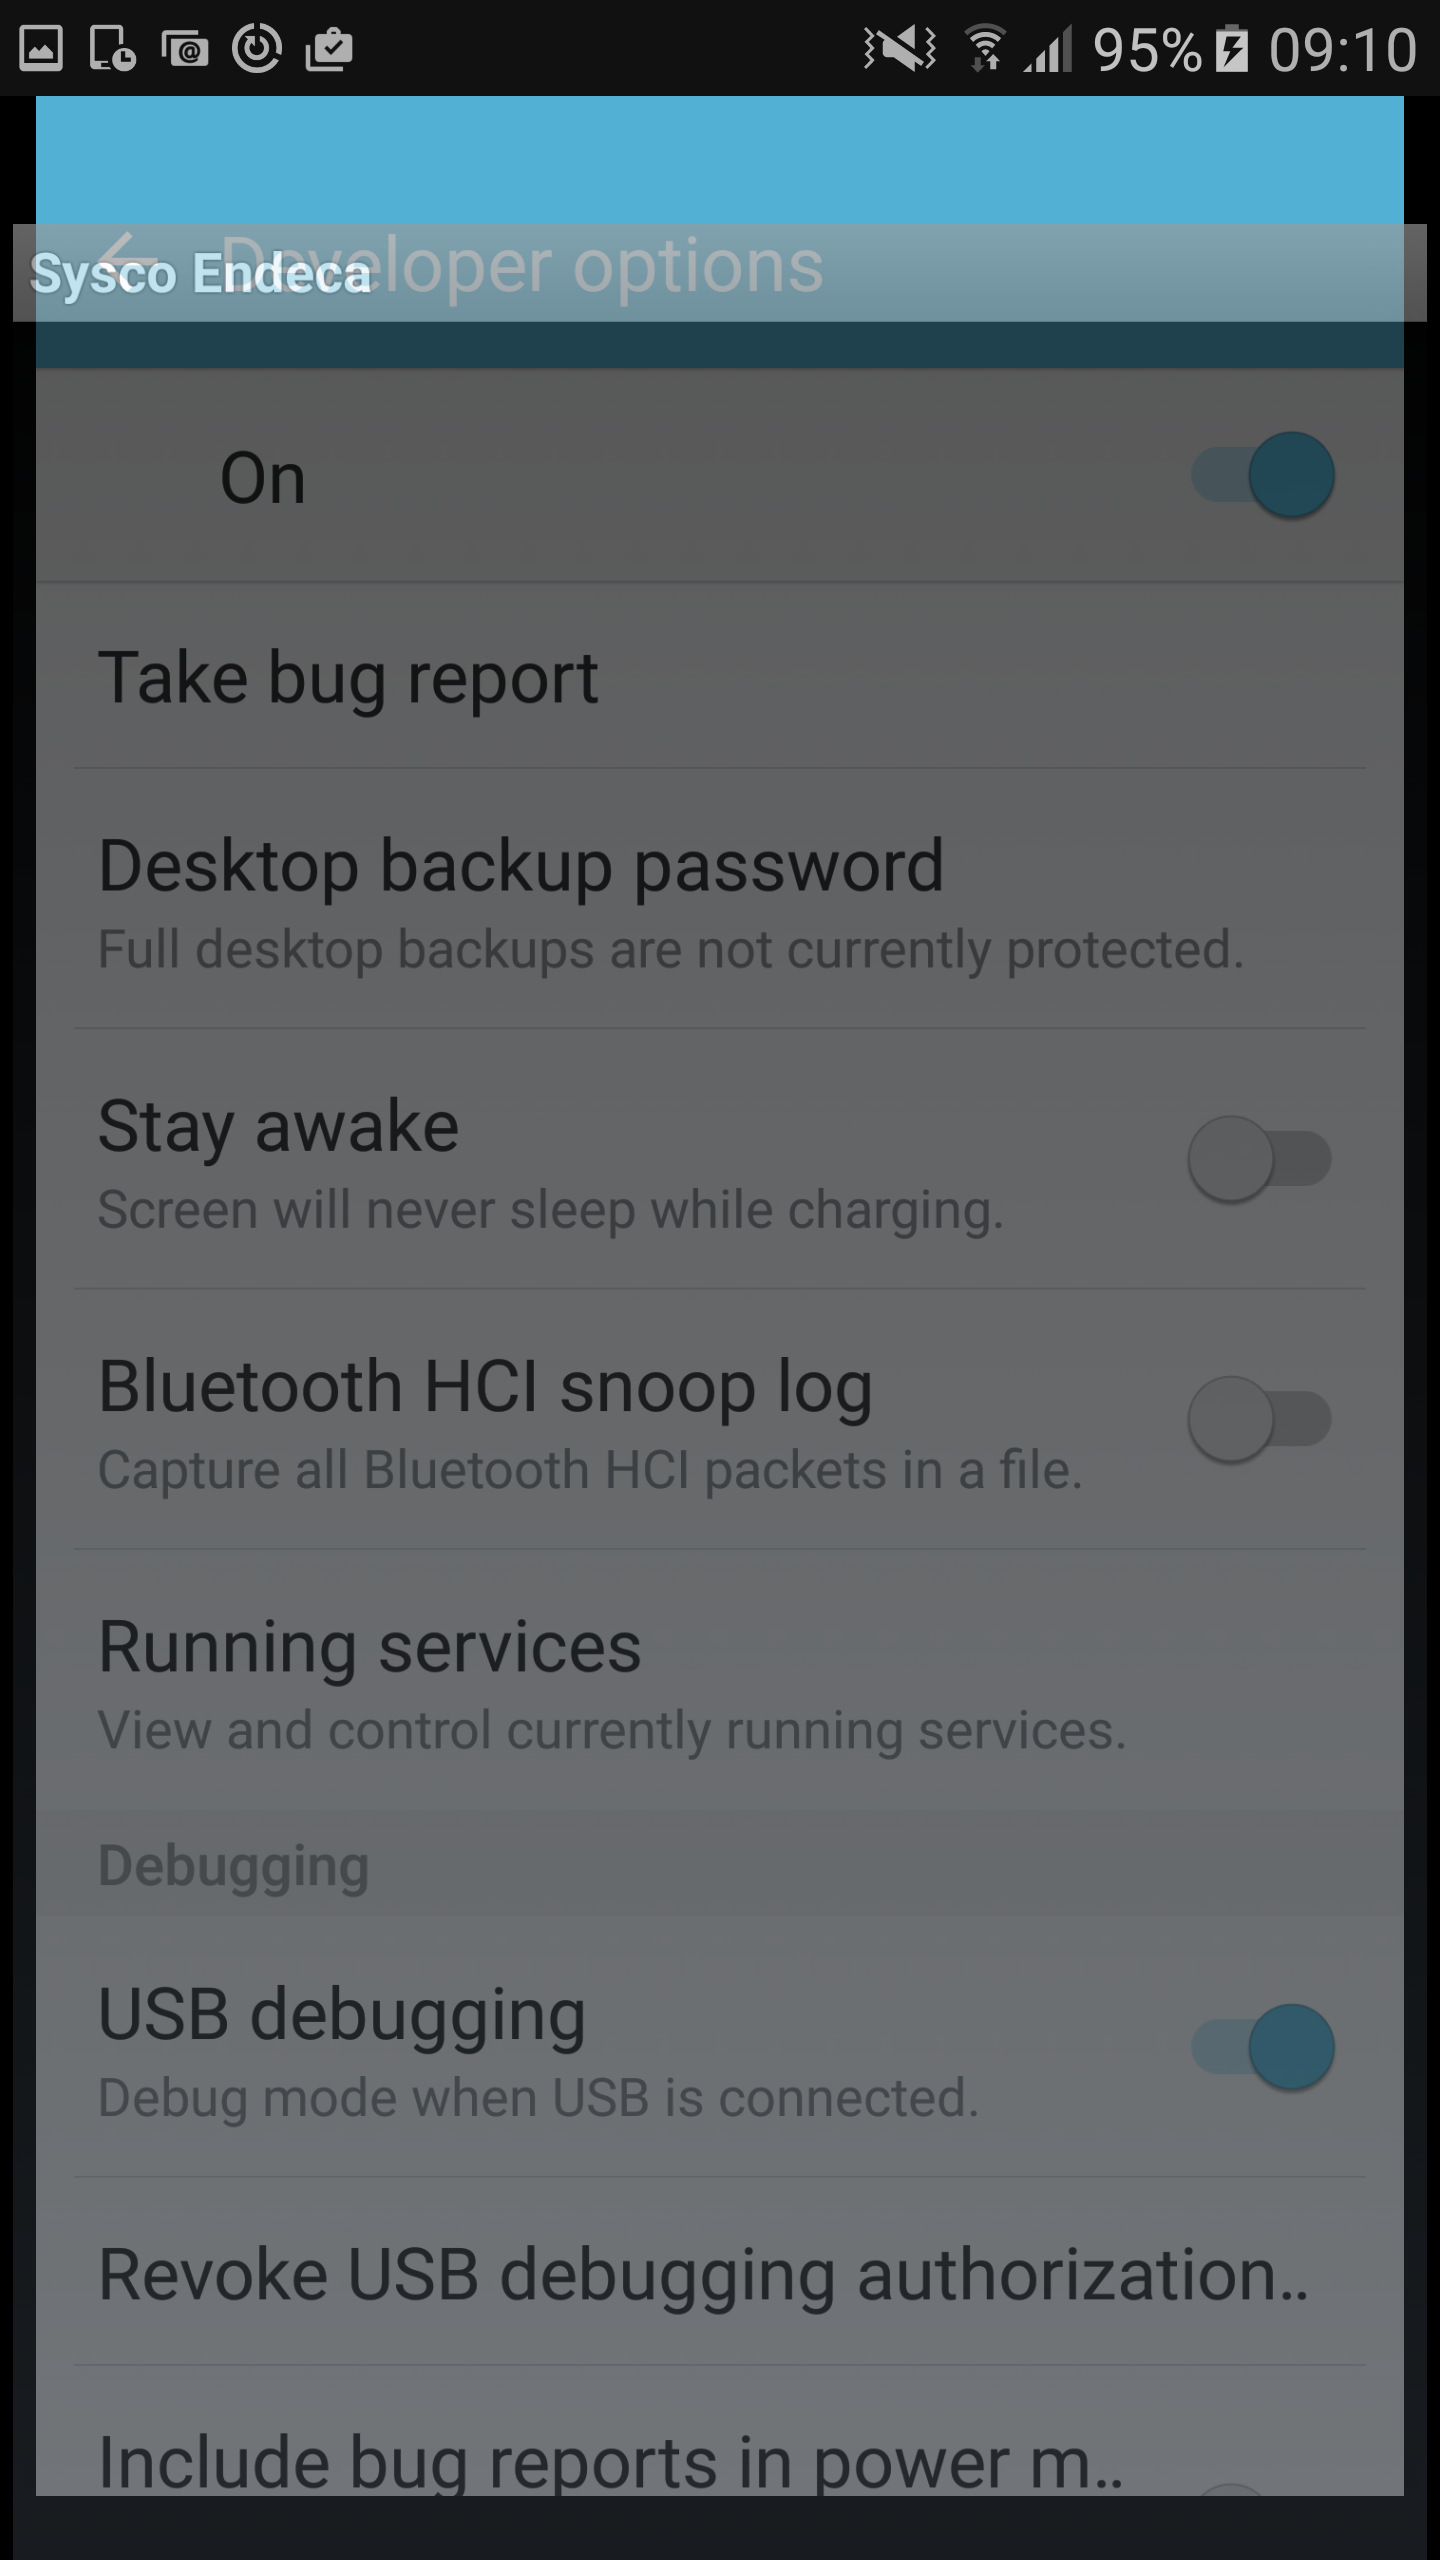 95% 09:10
Developer options
Sysco Endeca
On
Take bug report
Desktop backup password
Full desktop backups are not currently protected.
Stay awake
Screen will never sleep while charging.
Bluetooth HCI snoop log
Capture all Bluetooth HCI packets in a file.
Running services
View and control currently running services.
Debugging
USB debugging
Debug mode when USB is connected.
Revoke USB debugging authorization..
Include bug reports in power m..